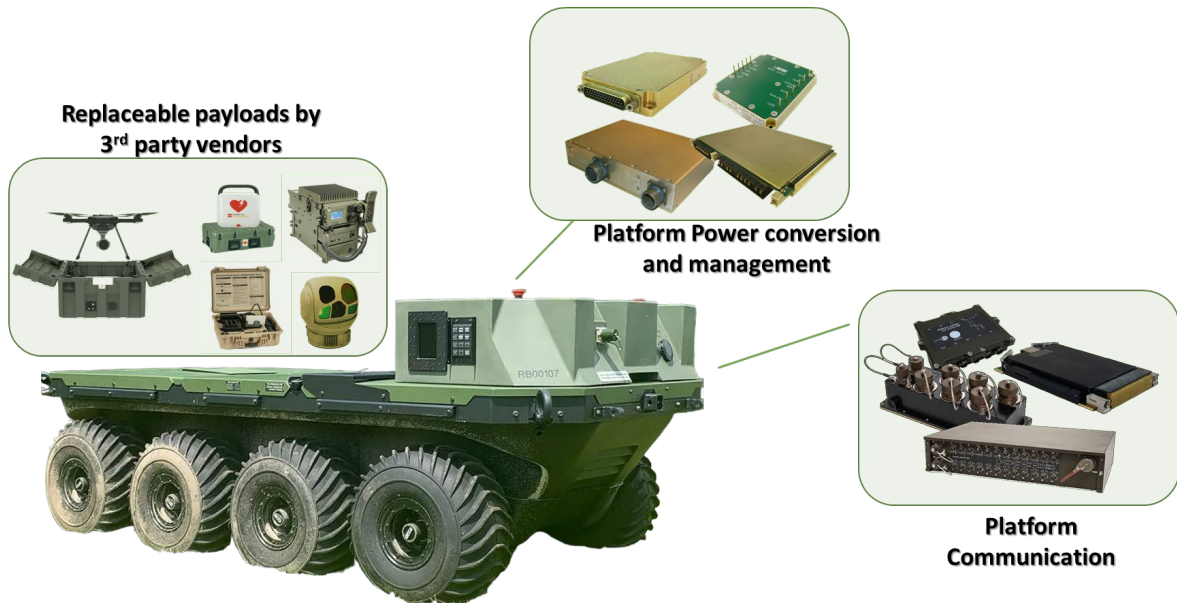 Replaceable payloads by
3rd party vendors
Platform Power conversion
and management
RB00107
Platform
Communication